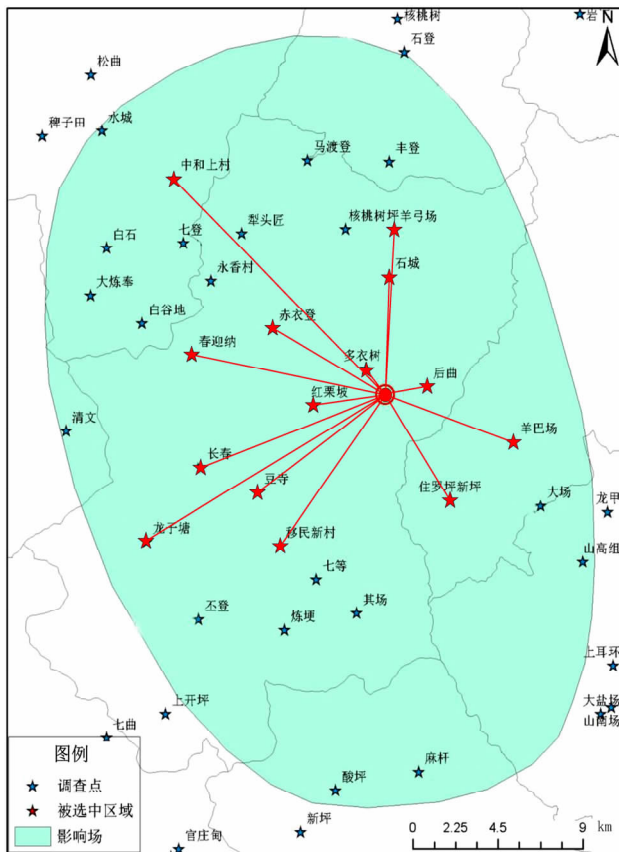 核桃树
岩
N
石登
松曲
水城
稗子田
马渡登
丰登
中和上村
犁头匠
核桃树坪羊弓场
七登
白石
石城
永香村
大炼奉
白谷地
赤衣登
春迎纳
多衣树
后曲
红栗坡
清文
羊巴场
长春
豆寺
住罗坪新坪
大场
龙甲
龙子塘
移民新村
山高组
七等
丕登
炼埂
其场
上耳环
上开坪
大盐场
七曲
山南场
图例
麻杆
调查点
酸坪
被选中区域
新坪
影响场
官庄甸
0 2.25 4.5 9 km